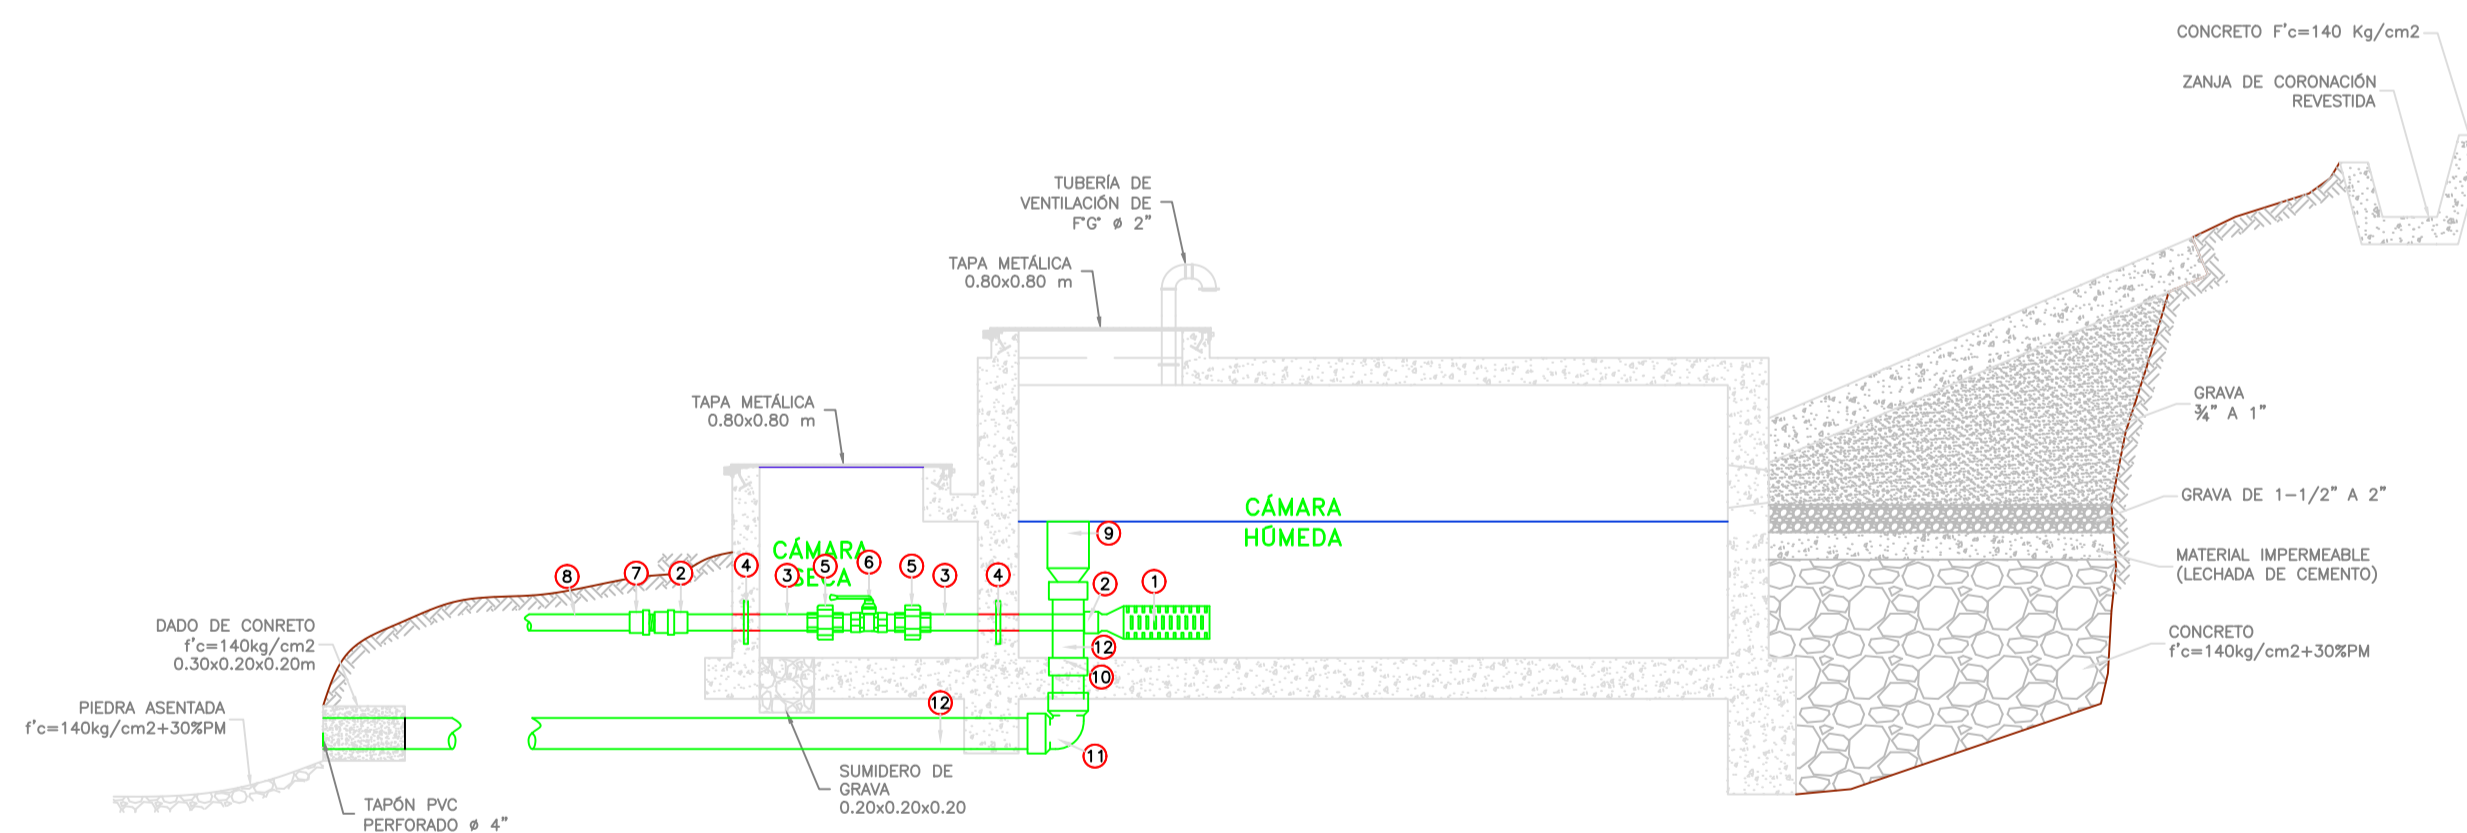 CONCRETO F'c=140 Kg/cm2
ZANJA DE CORONACIÓN
REVESTIDA
TUBERÍA DE
VENTILACIÓN DE
F°G° ø 2"
TAPA METÁLICA
0.80x0.80 m
TAPA METÁLICA
0.80x0.80 m
GRAVA
¾" A 1"
GRAVA DE 1-1/2" A 2"
CÁMARA
HÚMEDA
CÁMARA
SECA
9
8
7
2
4
3
5
6
5
3
4
2
1
MATERIAL IMPERMEABLE
(LECHADA DE CEMENTO)
DADO DE CONRETO
f'c=140kg/cm2
0.30x0.20x0.20m
12
10
CONCRETO
f'c=140kg/cm2+30%PM
PIEDRA ASENTADA
f'c=140kg/cm2+30%PM
12
11
SUMIDERO DE
GRAVA
0.20x0.20x0.20
TAPÓN PVC
PERFORADO ø 4"